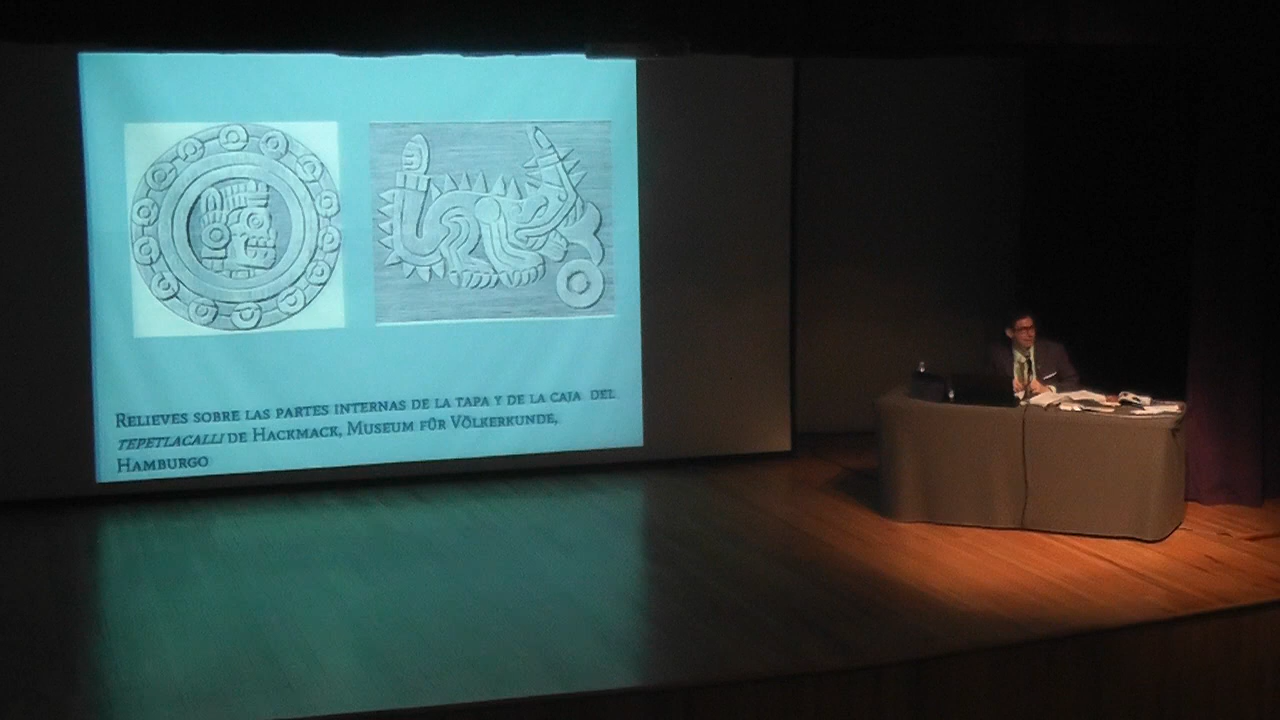 RELIEVES SOBRE LAS PARTES INTERNAS DE LA TAPA Y DE LA CAJA DEL
TEPETLACALLI DE HACKMACK, MUSEUM FÜR VÖLKERKUNDE,
HAMBURGO